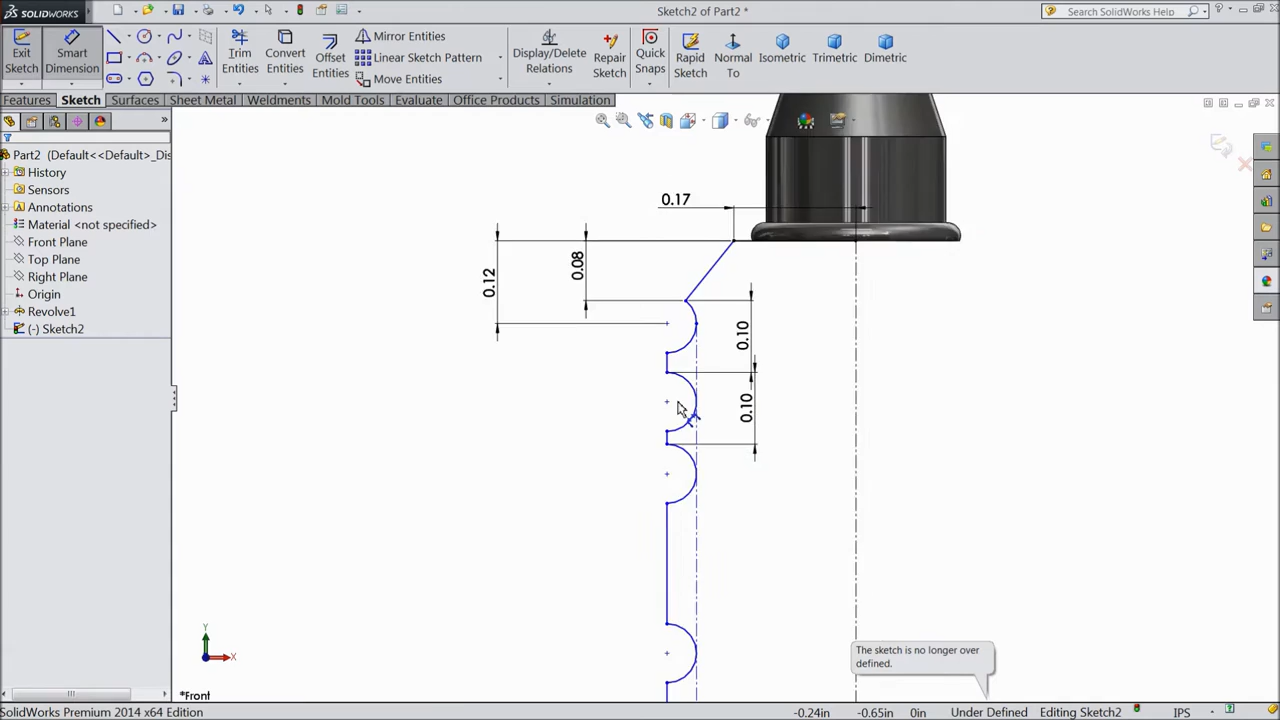 SOLIDWORKS
Sketch2 of Part2 *
Search SolidWorks Help
Exit Sketch
Smart Dimension
Trim Entities
Convert Entities
Offset Entities
Mirror Entities
Linear Sketch Pattern
Move Entities
Display/Delete Relations
Repair Sketch
Quick Snaps
Rapid Sketch
Normal To
Isometric
Trimetric
Dimetric
Features
Sketch
Surfaces
Sheet Metal
Weldments
Mold Tools
Evaluate
Office Products
Simulation
Part2 (Default<<Default>_Dis
History
Sensors
Annotations
Material <not specified>
Front Plane
Top Plane
Right Plane
Origin
Revolve1
(-) Sketch2
0.17
0.12
0.08
0.10
0.10
Y
X
*Front
The sketch is no longer over
defined.
SolidWorks Premium 2014 x64 Edition
-0.24in
-0.65in
0in
Under Defined
Editing Sketch2
IPS